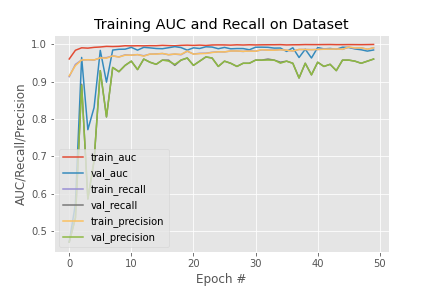 Training AUC and Recall on Dataset
AUC/Recall/Precision
1.0
0.9
0.8
0.7
0.6
0.5
train_auc
val_auc
train_recall
val_recall
train_precision
val_precision
0 10 20 30 40 50
Epoch #